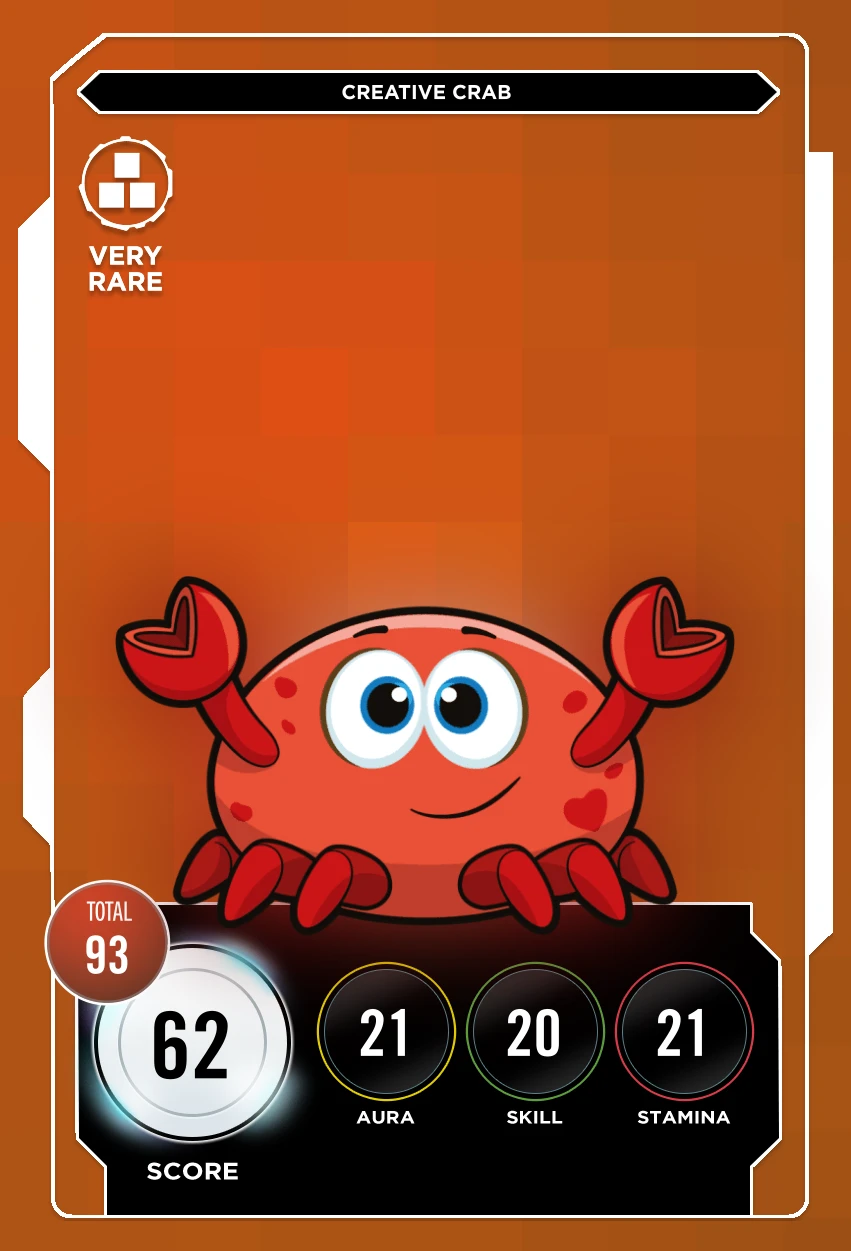 CREATIVE CRAB
VERY
RARE
TOTAL
93
62
SCORE
21
AURA
20
SKILL
21
STAMINA